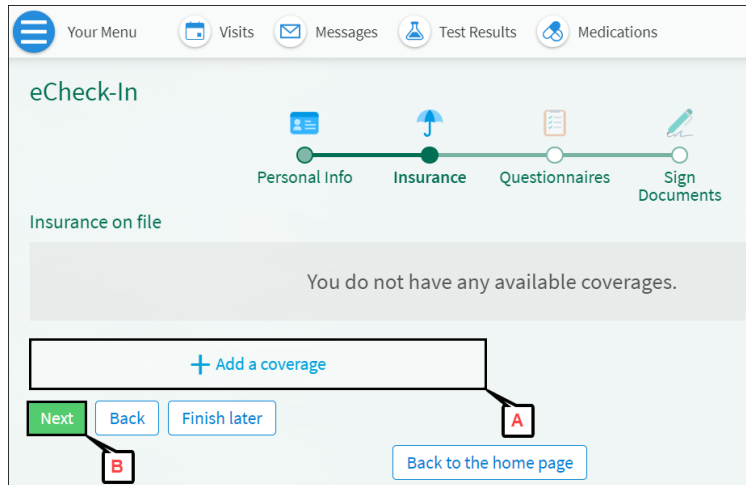 Your Menu Visits Messages Test Results Medications
eCheck-In
Personal Info Insurance Questionnaires Sign
Documents
Insurance on file
You do not have any available coverages.
+ Add a coverage
Next Back Finish later
A
B
Back to the home page